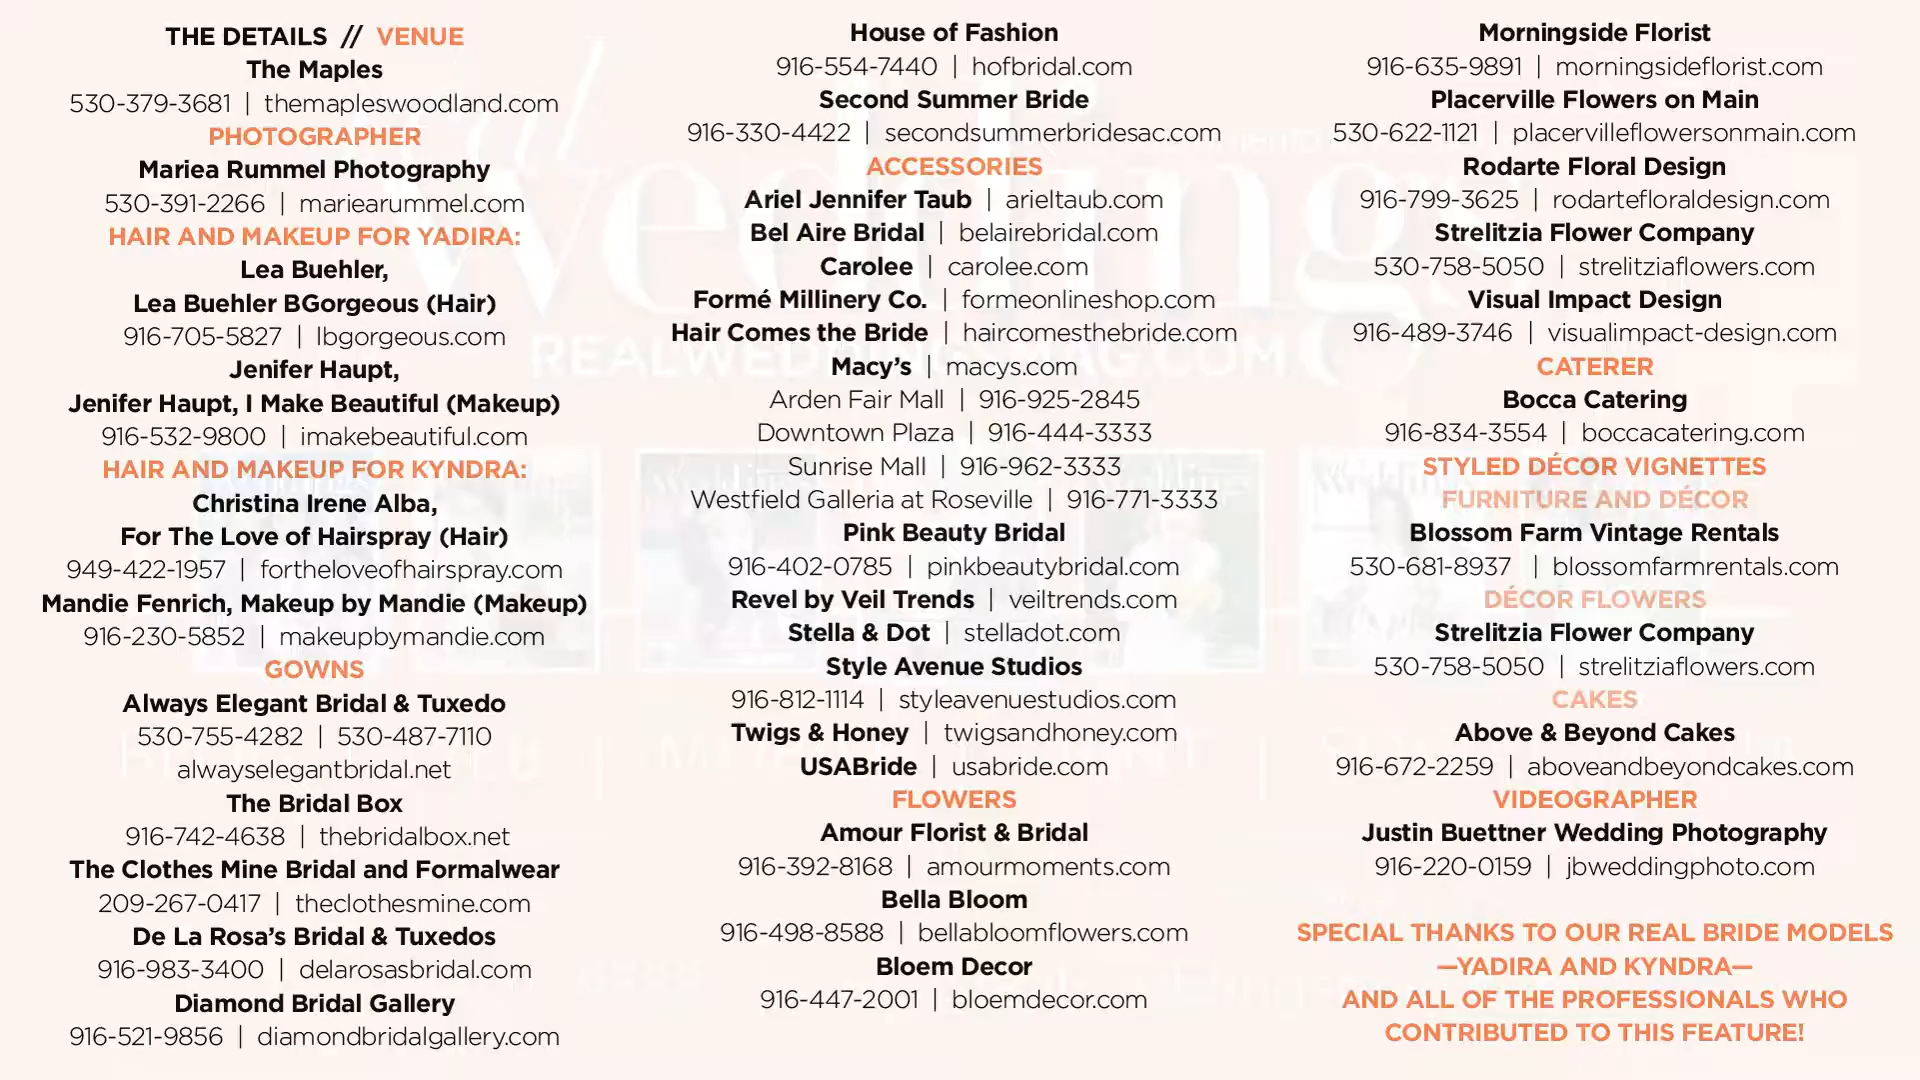 THE DETAILS // VENUE
The Maples
530-379-3681 | themapleswoodland.com
PHOTOGRAPHER
Mariea Rummel Photography
530-391-2266 | mariearummel.com
HAIR AND MAKEUP FOR YADIRA:
Lea Buehler,
Lea Buehler BGorgeous (Hair)
916-705-5827 | lbgorgeous.com
Jenifer Haupt,
Jenifer Haupt, I Make Beautiful (Makeup)
916-532-9800 | imakebeautiful.com
HAIR AND MAKEUP FOR KYNDRA:
Christina Irene Alba,
For The Love of Hairspray (Hair)
949-422-1957 | fortheloveofhairspray.com
Mandie Fenrich, Makeup by Mandie (Makeup)
916-230-5852 | makeupbymandie.com
GOWNS
Always Elegant Bridal & Tuxedo
530-755-4282 | 530-487-7110
alwayselegantbridal.net
The Bridal Box
916-742-4638 | thebridalbox.net
The Clothes Mine Bridal and Formalwear
209-267-0417 | theclothesmine.com
De La Rosa's Bridal & Tuxedos
916-983-3400 | delarosasbridal.com
Diamond Bridal Gallery
916-521-9856 | diamondbridalgallery.com
House of Fashion
916-554-7440 | hofbridal.com
Second Summer Bride
916-330-4422 | secondsummerbridesac.com
ACCESSORIES
Ariel Jennifer Taub | arieltaub.com
Bel Aire Bridal | belairebridal.com
Carolee | carolee.com
Formé Millinery Co. | formeonlineshop.com
Hair Comes the Bride | haircomesthebride.com
Macy's | macys.com
Arden Fair Mall | 916-925-2845
Downtown Plaza | 916-444-3333
Sunrise Mall | 916-962-3333
Westfield Galleria at Roseville | 916-771-3333
Pink Beauty Bridal
916-402-0785 | pinkbeautybridal.com
Revel by Veil Trends | veiltrends.com
Stella & Dot | stelladot.com
Style Avenue Studios
916-812-1114 | styleavenuestudios.com
Twigs & Honey | twigsandhoney.com
USABride | usabride.com
FLOWERS
Amour Florist & Bridal
916-392-8168 | amourmoments.com
Bella Bloom
916-498-8588 | bellabloomflowers.com
Bloem Decor
916-447-2001 | bloemdecor.com
Morningside Florist
916-635-9891 | morningsideflorist.com
Placerville Flowers on Main
530-622-1121 | placervilleflowersonmain.com
Rodarte Floral Design
916-799-3625 | rodartefloraldesign.com
Strelitzia Flower Company
530-758-5050 | strelitziaflowers.com
Visual Impact Design
916-489-3746 | visualimpact-design.com
CATERER
Bocca Catering
916-834-3554 | boccacatering.com
STYLED DÉCOR VIGNETTES
FURNITURE AND DÉCOR
Blossom Farm Vintage Rentals
530-681-8937 | blossomfarmrentals.com
DÉCOR FLOWERS
Strelitzia Flower Company
530-758-5050 | strelitziaflowers.com
CAKES
Above & Beyond Cakes
916-672-2259 | aboveandbeyondcakes.com
VIDEOGRAPHER
Justin Buettner Wedding Photography
916-220-0159 | jbweddingphoto.com
SPECIAL THANKS TO OUR REAL BRIDE MODELS
—YADIRA AND KYNDRA—
AND ALL OF THE PROFESSIONALS WHO
CONTRIBUTED TO THIS FEATURE!
real
Weddings
REALWEDDINGSMAG.COM